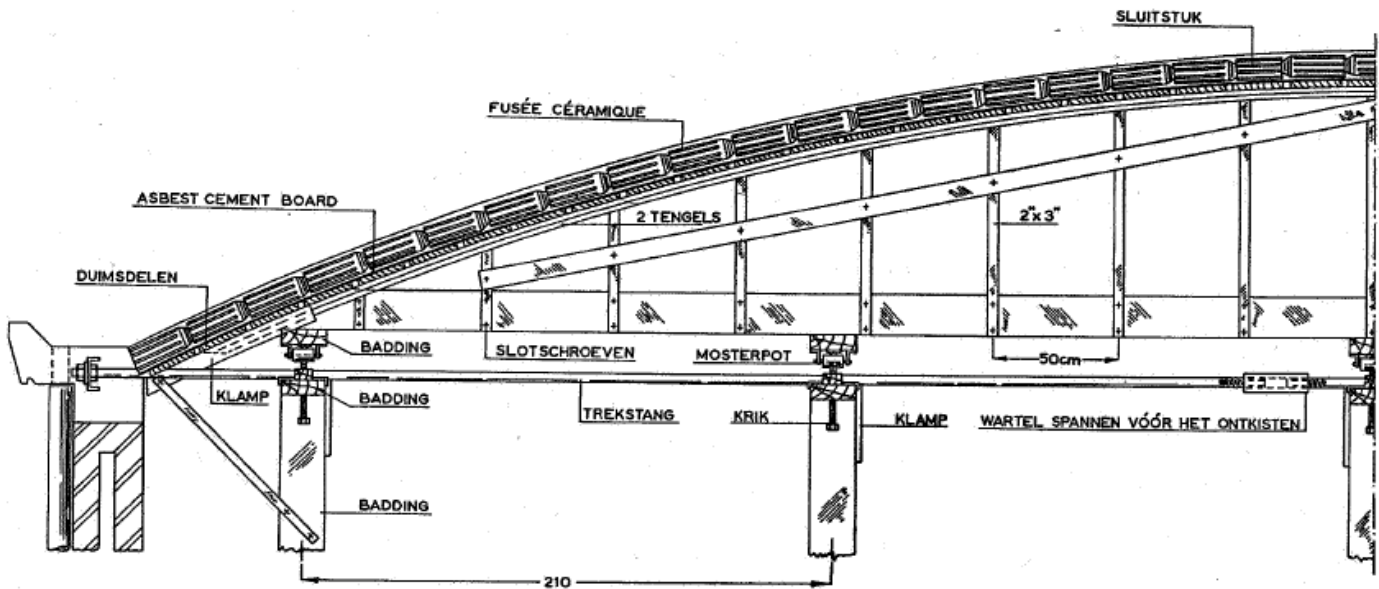 SLUITSTUK
FUSÉE CÉRAMIQUE
ASBEST CEMENT BOARD
2 TENGELS
2"x 3"
DUIMSDELEN
BADDING
SLOTSCHROEVEN
MOSTERPOT
50cm
KLAMP
BADDING
TREKSTANG
KRIK
KLAMP
WARTEL SPANNEN VÓÓR HET ONTKISTEN
BADDING
210